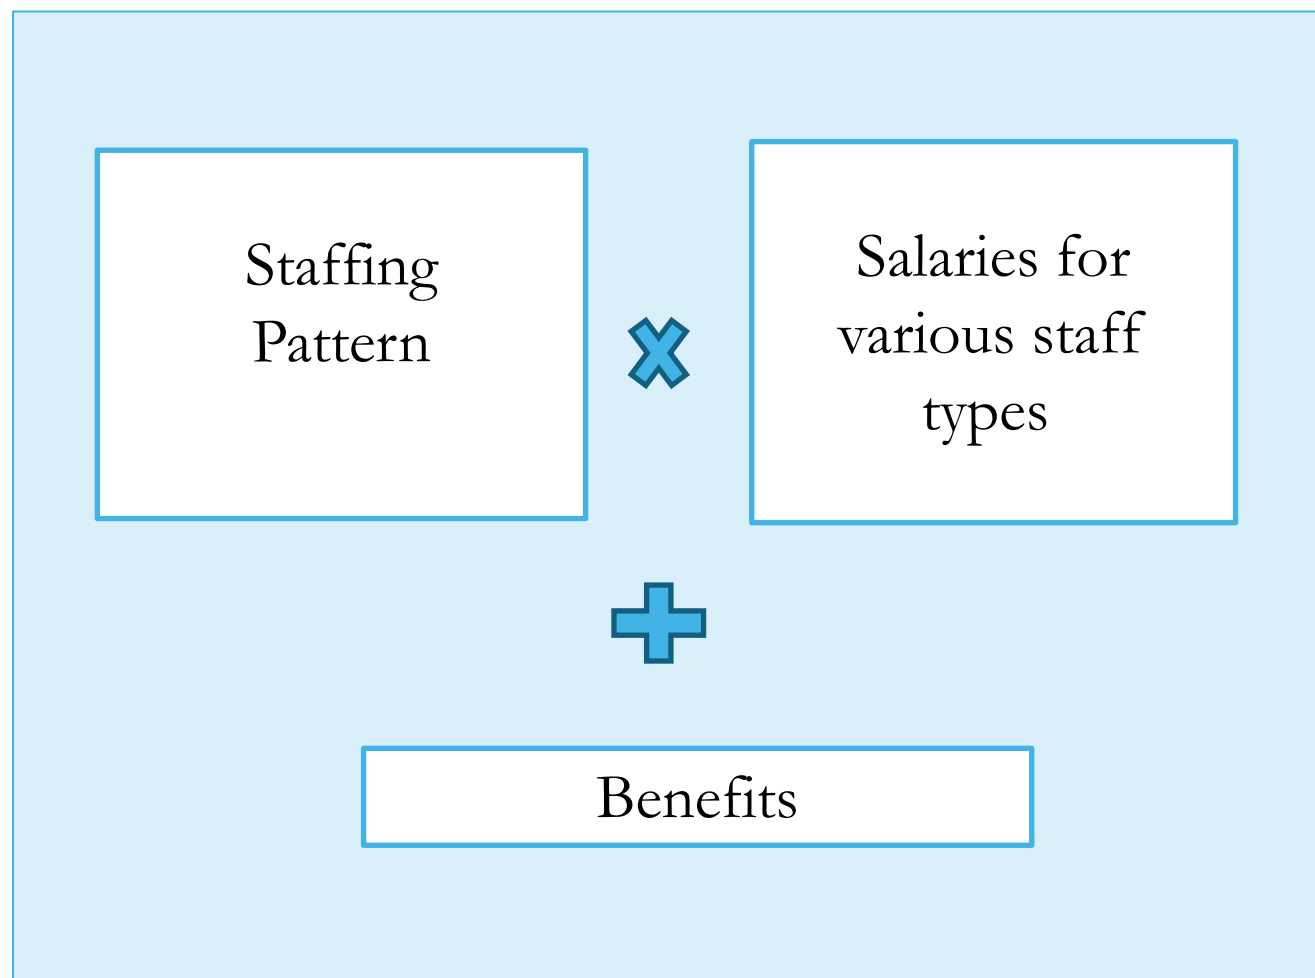 Staffing
Pattern
Salaries for
various staff
types
Benefits